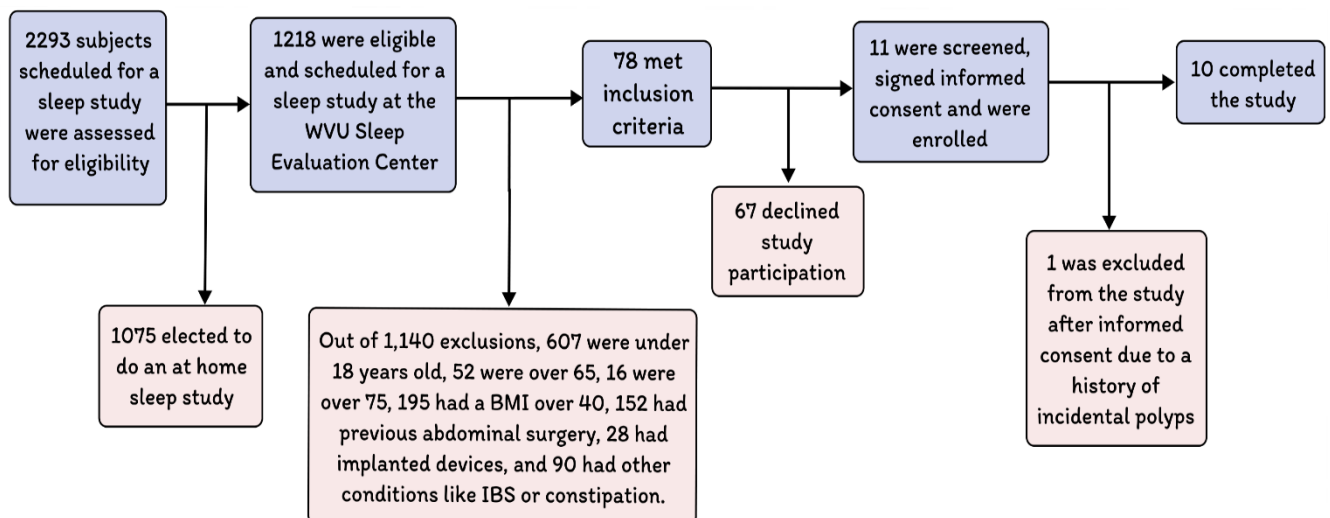 2293 subjects
scheduled for a
sleep study
were assessed
for eligibility
1218 were eligible
and scheduled for a
sleep study at the
WVU Sleep
Evaluation Center
78 met
inclusion
criteria
11 were screened,
signed informed
consent and were
enrolled
10 completed
the study
1075 elected to
do an at home
sleep study
Out of 1,140 exclusions, 607 were under
18 years old, 52 were over 65, 16 were
over 75, 195 had a BMI over 40, 152 had
previous abdominal surgery, 28 had
implanted devices, and 90 had other
conditions like IBS or constipation.
67 declined
study
participation
1 was excluded
from the study
after informed
consent due to a
history of
incidental polyps